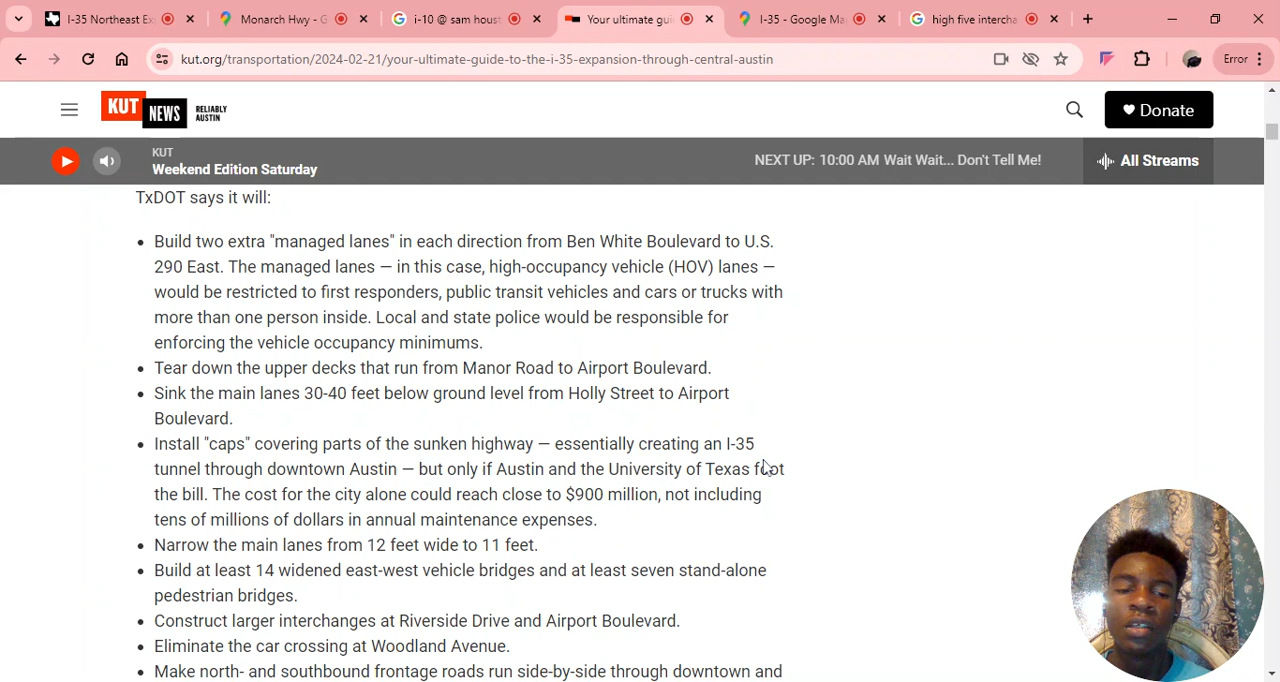 I-35 Northeast Ex
Monarch Hwy - G
i-10 @ sam houst
Your ultimate gui
I-35 - Google Ma
high five interch
kut.org/transportation/2024-02-21/your-ultimate-guide-to-the-i-35-expansion-through-central-austin
Error
KUT NEWS RELIABLY AUSTIN
Donate
KUT
Weekend Edition Saturday
NEXT UP: 10:00 AM Wait Wait... Don't Tell Me!
All Streams
TxDOT says it will:
• Build two extra "managed lanes" in each direction from Ben White Boulevard to U.S.
290 East. The managed lanes — in this case, high-occupancy vehicle (HOV) lanes —
would be restricted to first responders, public transit vehicles and cars or trucks with
more than one person inside. Local and state police would be responsible for
enforcing the vehicle occupancy minimums.
• Tear down the upper decks that run from Manor Road to Airport Boulevard.
• Sink the main lanes 30-40 feet below ground level from Holly Street to Airport
Boulevard.
• Install "caps" covering parts of the sunken highway — essentially creating an I-35
tunnel through downtown Austin — but only if Austin and the University of Texas foot
the bill. The cost for the city alone could reach close to $900 million, not including
tens of millions of dollars in annual maintenance expenses.
• Narrow the main lanes from 12 feet wide to 11 feet.
• Build at least 14 widened east-west vehicle bridges and at least seven stand-alone
pedestrian bridges.
• Construct larger interchanges at Riverside Drive and Airport Boulevard.
• Eliminate the car crossing at Woodland Avenue.
• Make north- and southbound frontage roads run side-by-side through downtown and